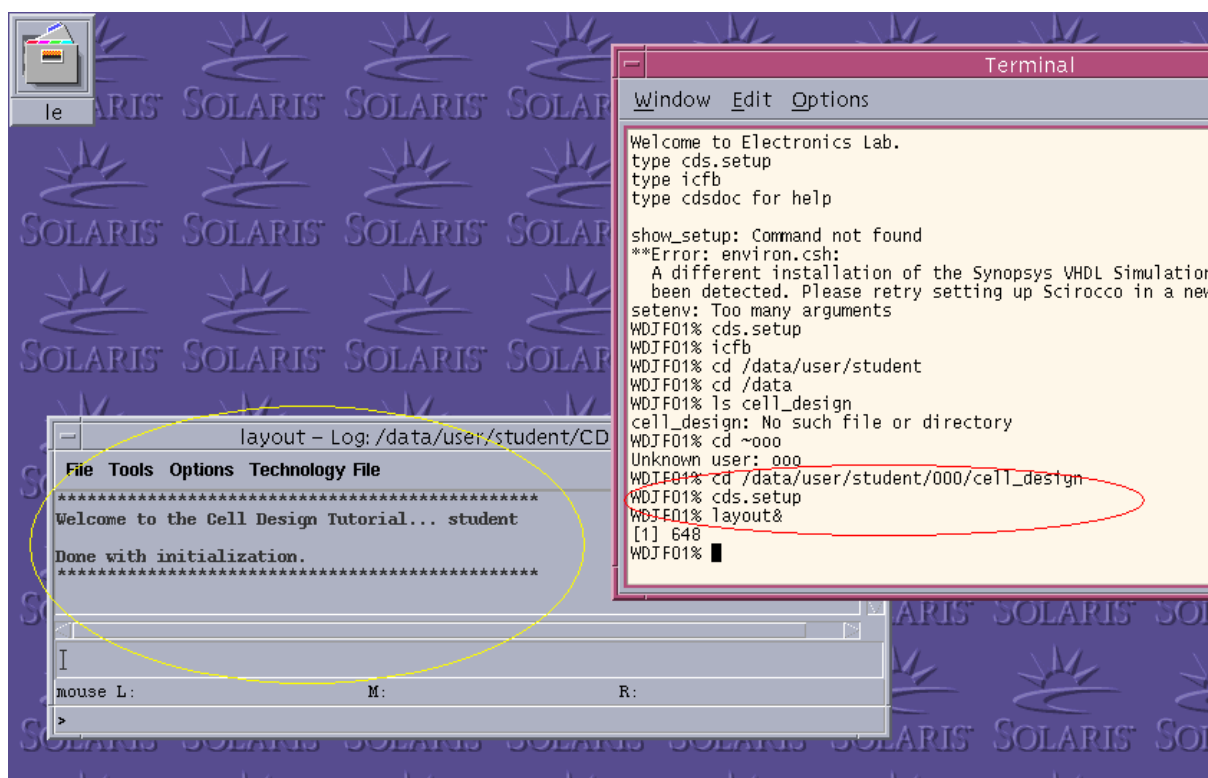 le
SOLARIS SOLARIS SOLARIS
Terminal
Window Edit Options
Welcome to Electronics Lab.
type cds.setup
type icfb
type cdsdoc for help
show_setup: Command not found
**Error: environ.csh:
A different installation of the Synopsys VHDL Simulation
been detected. Please retry setting up Scirocco in a new
setenv: Too many arguments
WDJF01% cds.setup
WDJF01% icfb
WDJF01% cd /data/user/student
WDJF01% cd /data
WDJF01% ls cell_design
cell_design: No such file or directory
WDJF01% cd ~ooo
Unknown user: ooo
WDJF01% cd /data/user/student/000/cell_design
WDJF01% cds.setup
WDJF01% layout&
[1] 648
WDJF01%
layout – Log: /data/user/student/CD
File Tools Options Technology File
***********************************************
Welcome to the Cell Design Tutorial... student
Done with initialization.
***********************************************
mouse L: M: R:
>